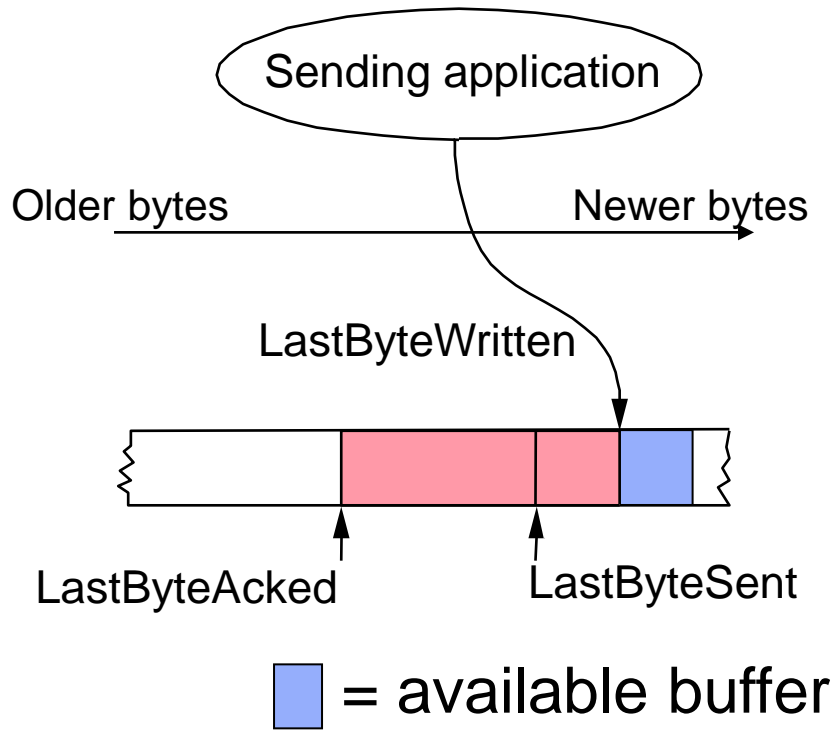 Sending application
Older bytes
Newer bytes
LastByteWritten
LastByteAcked
LastByteSent
= available buffer